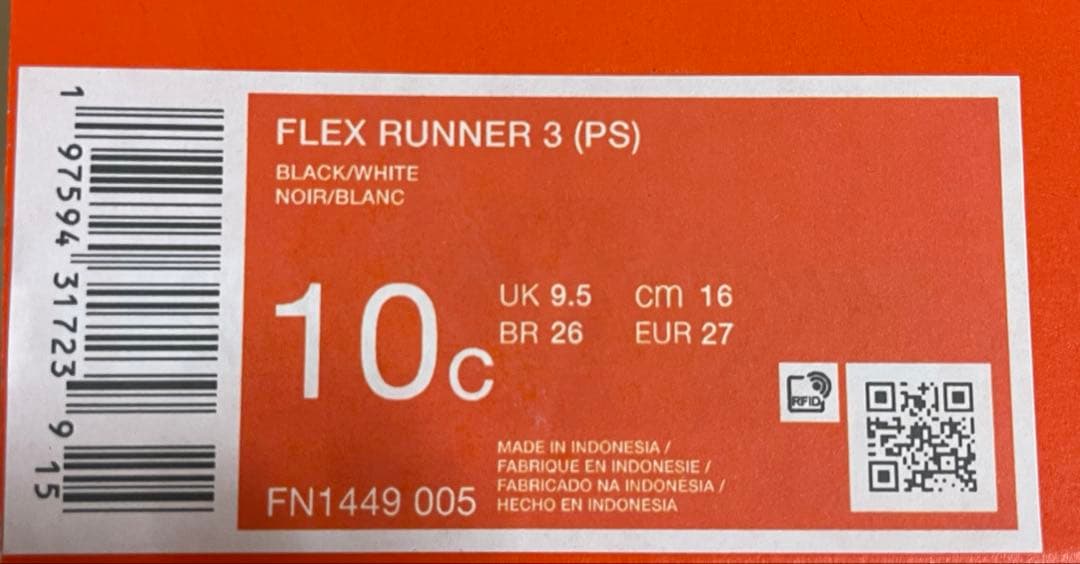 1 97594 31723 9 15
FLEX RUNNER 3 (PS)
BLACK/WHITE
NOIR/BLANC
10c
UK 9.5 cm 16
BR 26 EUR 27
RFID
MADE IN INDONESIA /
FABRIQUE EN INDONESIE /
FABRICADO NA INDONÉSIA /
HECHO EN INDONESIA
FN1449 005